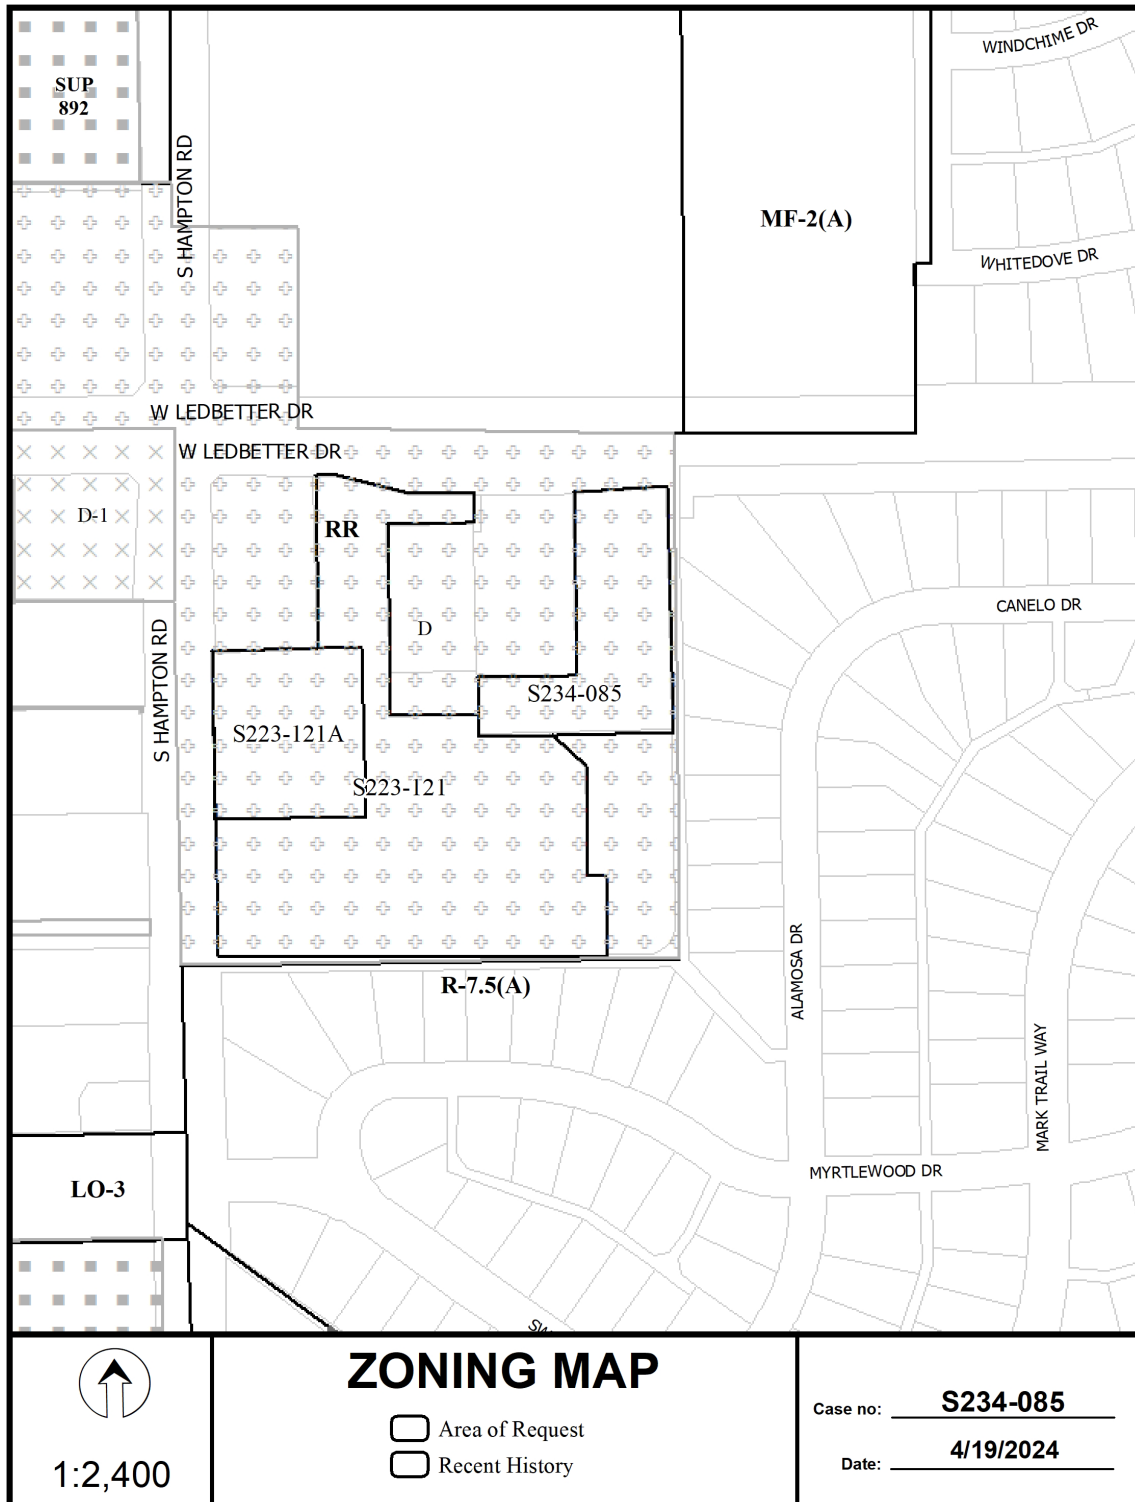 WINDCHIME DR
SUP
892
S HAMPTON RD
MF-2(A)
WHITEDOVE DR
W LEDBETTER DR
W LEDBETTER DR
D-1
RR
CANELO DR
D
S HAMPTON RD
S234-085
S223-121A
S223-121
ALAMOSA DR
R-7.5(A)
MARK TRAIL WAY
MYRTLEWOOD DR
LO-3
SW
ZONING MAP
Area of Request
Recent History
1:2,400
Case no: S234-085
Date: 4/19/2024